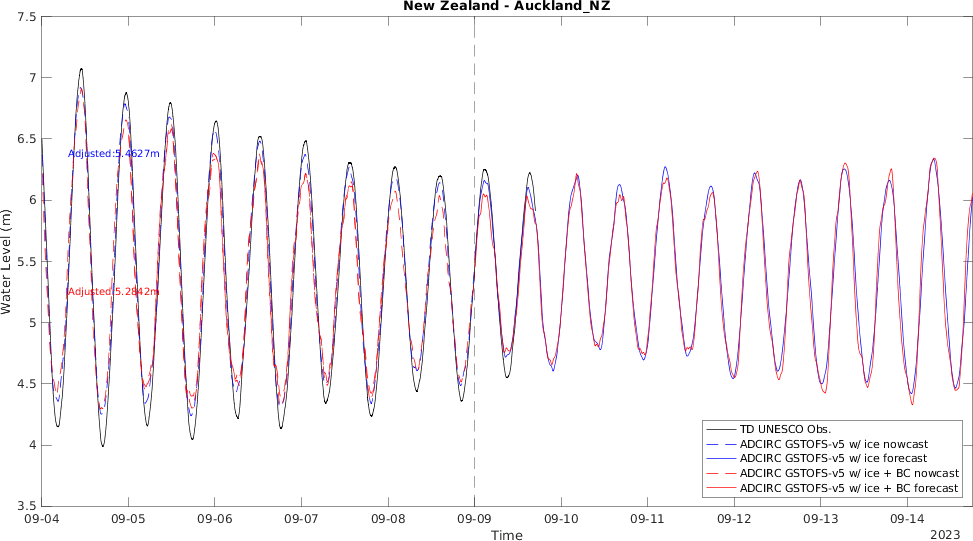 New Zealand - Auckland_NZ
7.5
7
6.5
6
5.5
5
4.5
4
3.5
Water Level (m)
Adjusted:5.4627m
Adjusted:5.2842m
TD UNESCO Obs.
ADCIRC GSTOFS-v5 w/ ice nowcast
ADCIRC GSTOFS-v5 w/ ice forecast
ADCIRC GSTOFS-v5 w/ ice + BC nowcast
ADCIRC GSTOFS-v5 w/ ice + BC forecast
09-04 09-05 09-06 09-07 09-08 09-09 09-10 09-11 09-12 09-13 09-14
Time
2023